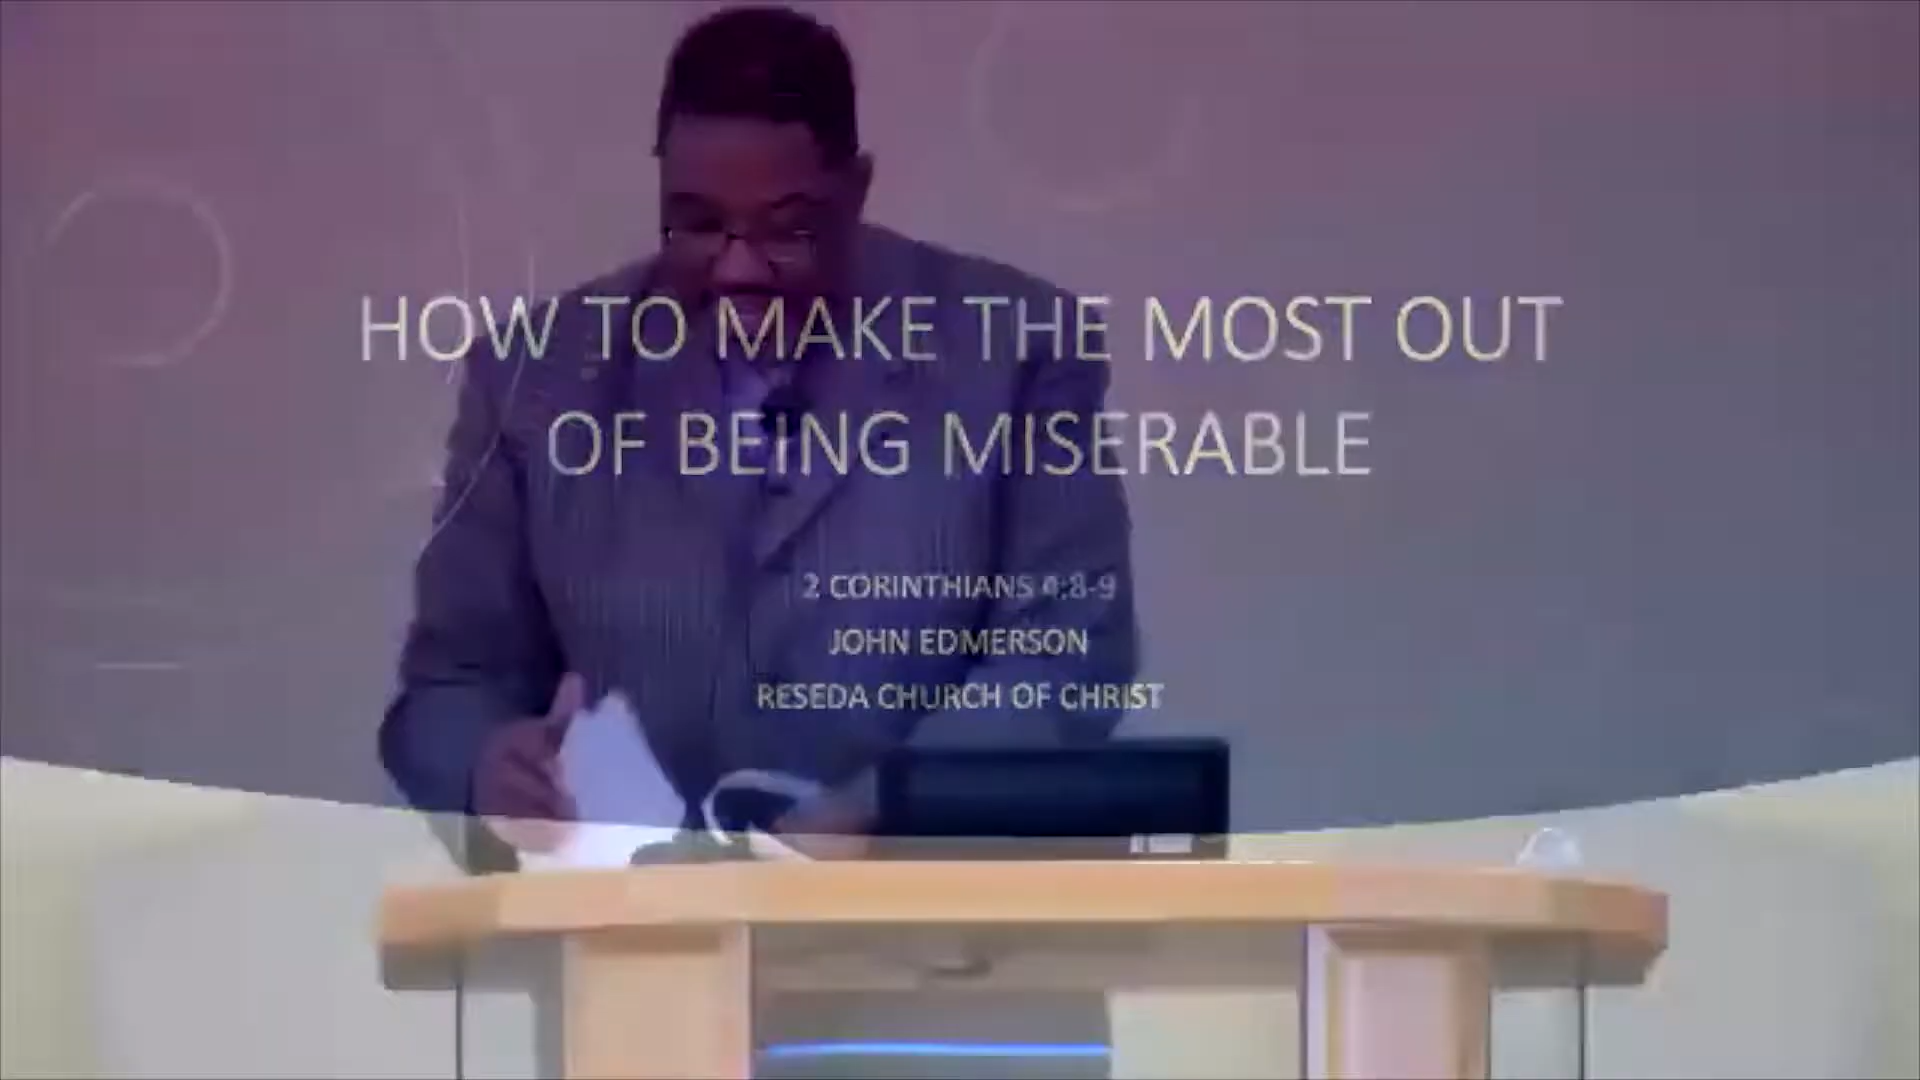 HOW TO MAKE THE MOST OUT
OF BEING MISERABLE
2 CORINTHIANS 4:8-9
JOHN EDMERSON
RESEDA CHURCH OF CHRIST